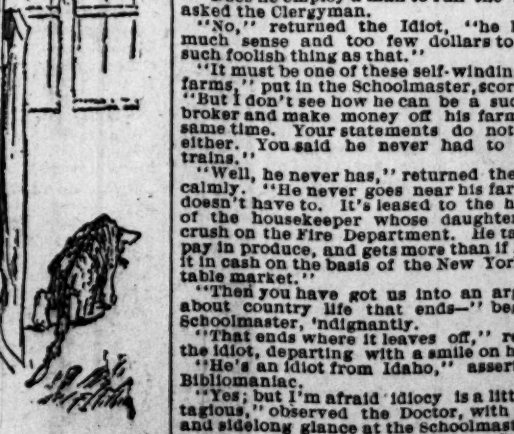 asked the Clergyman.
"No," returned the Idiot, "he
much sense and too few dollars to
such foolish thing as that."
"It must be one of these self-windin
farms," put in the Schoolmaster, scor
"But I don't see how he can be a suc
broker and make money off his farm
same time. Your statements do not
either. You said he never had to
trains."
"Well, he never has," returned the
calmly. "He never goes near his far
doesn't have to. It's leased to the h
of the housekeeper whose daughter
crush on the Fire Department. He ta
pay in produce, and gets more than if
it in cash on the basis of the New Yor
table market."
"Then you have got us into an arg
about country life that ends—" be
Schoolmaster, 'ndignantly.
"That ends where it leaves off," r
the idiot, departing with a smile on h
"He's an idiot from Idaho," assert
Bibliomaniac.
"Yes; but I'm afraid idiocy is a litt
tagious," observed the Doctor, with
and sidelong glance at the Schoolmast